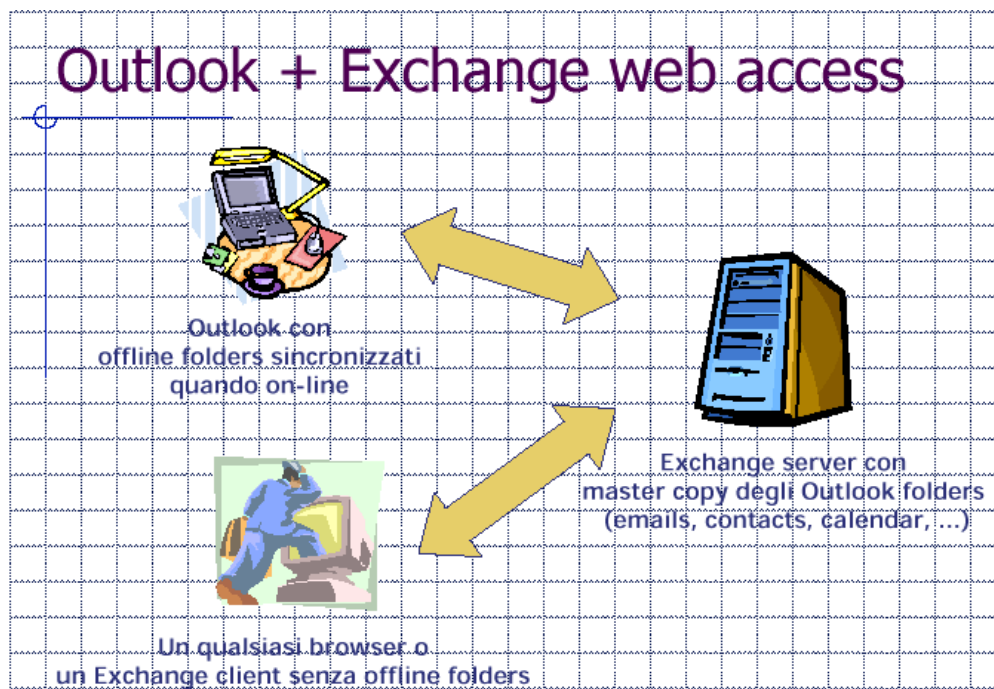 Outlook + Exchange web access
Outlook con
offline folders sincronizzati
quando on-line
Exchange server con
master copy degli Outlook folders
(emails, contacts, calendar, ...)
Un qualsiasi browser o
un Exchange client senza offline folders